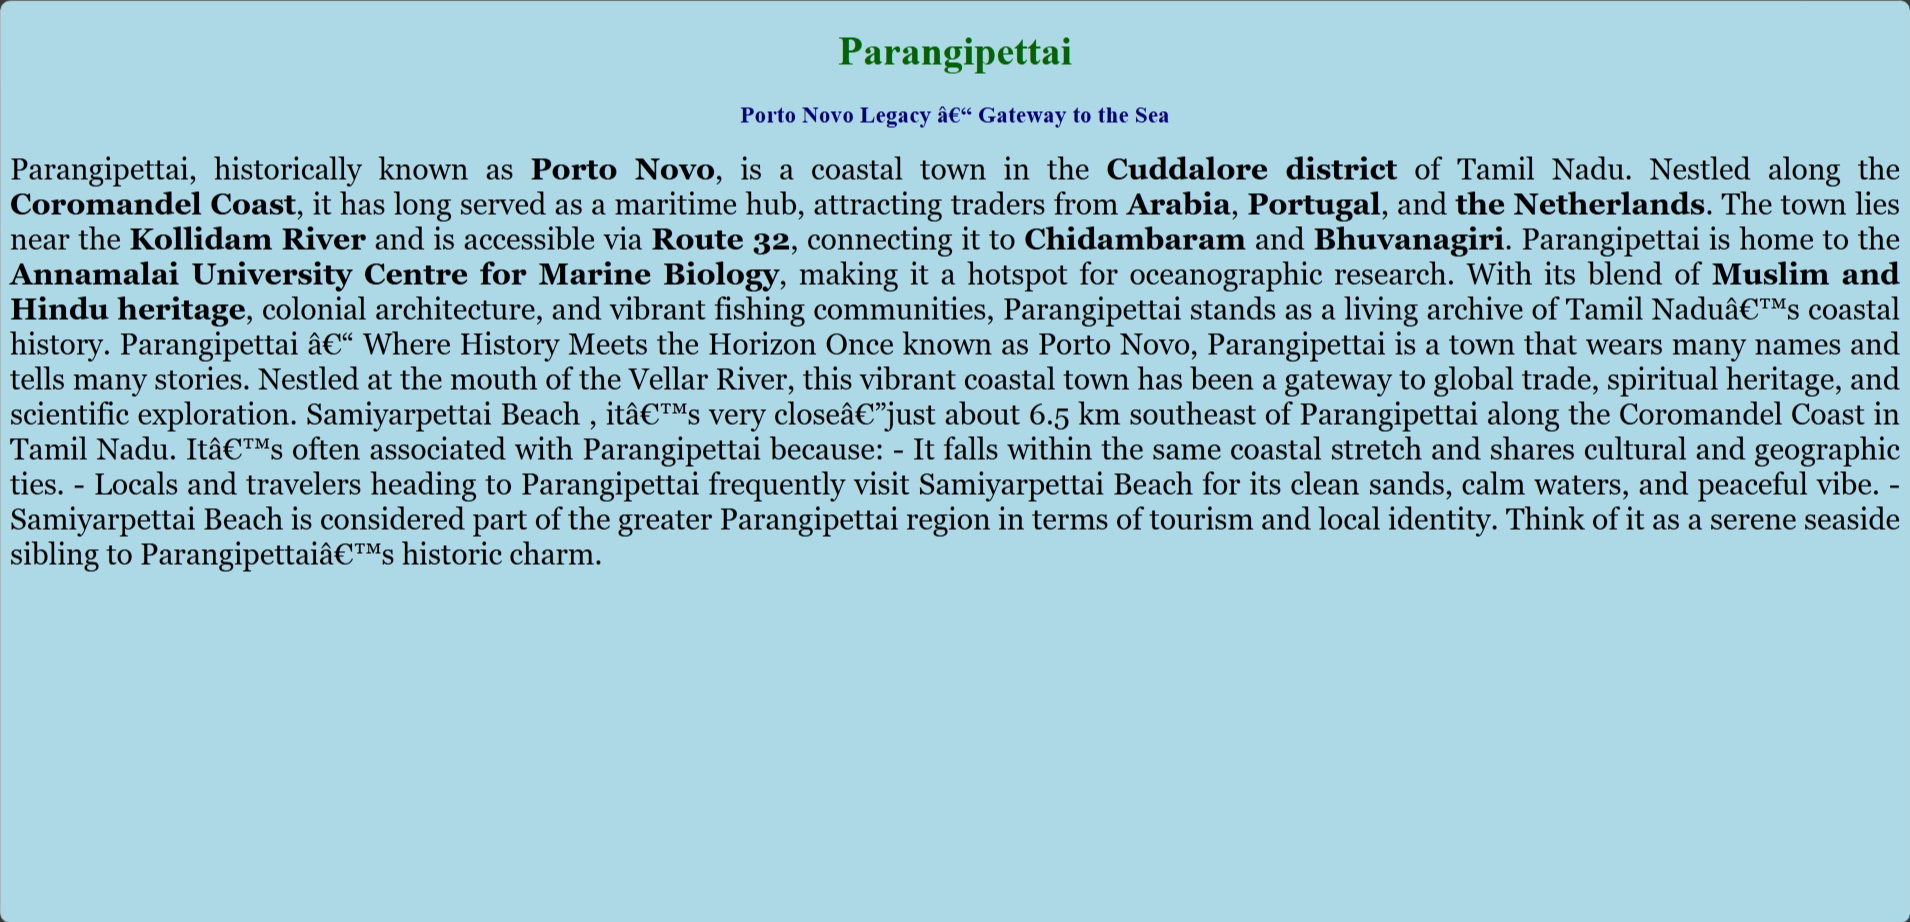 Parangipettai
Porto Novo Legacy â€“ Gateway to the Sea
Parangipettai, historically known as Porto Novo, is a coastal town in the Cuddalore district of Tamil Nadu. Nestled along the
Coromandel Coast, it has long served as a maritime hub, attracting traders from Arabia, Portugal, and the Netherlands. The town lies
near the Kollidam River and is accessible via Route 32, connecting it to Chidambaram and Bhuvanagiri. Parangipettai is home to the
Annamalai University Centre for Marine Biology, making it a hotspot for oceanographic research. With its blend of Muslim and
Hindu heritage, colonial architecture, and vibrant fishing communities, Parangipettai stands as a living archive of Tamil Naduâ€™s coastal
history. Parangipettai â€“ Where History Meets the Horizon Once known as Porto Novo, Parangipettai is a town that wears many names and
tells many stories. Nestled at the mouth of the Vellar River, this vibrant coastal town has been a gateway to global trade, spiritual heritage, and
scientific exploration. Samiyarpettai Beach , itâ€™s very closeâ€”just about 6.5 km southeast of Parangipettai along the Coromandel Coast in
Tamil Nadu. Itâ€™s often associated with Parangipettai because: - It falls within the same coastal stretch and shares cultural and geographic
ties. - Locals and travelers heading to Parangipettai frequently visit Samiyarpettai Beach for its clean sands, calm waters, and peaceful vibe. -
Samiyarpettai Beach is considered part of the greater Parangipettai region in terms of tourism and local identity. Think of it as a serene seaside
sibling to Parangipettaiâ€™s historic charm.